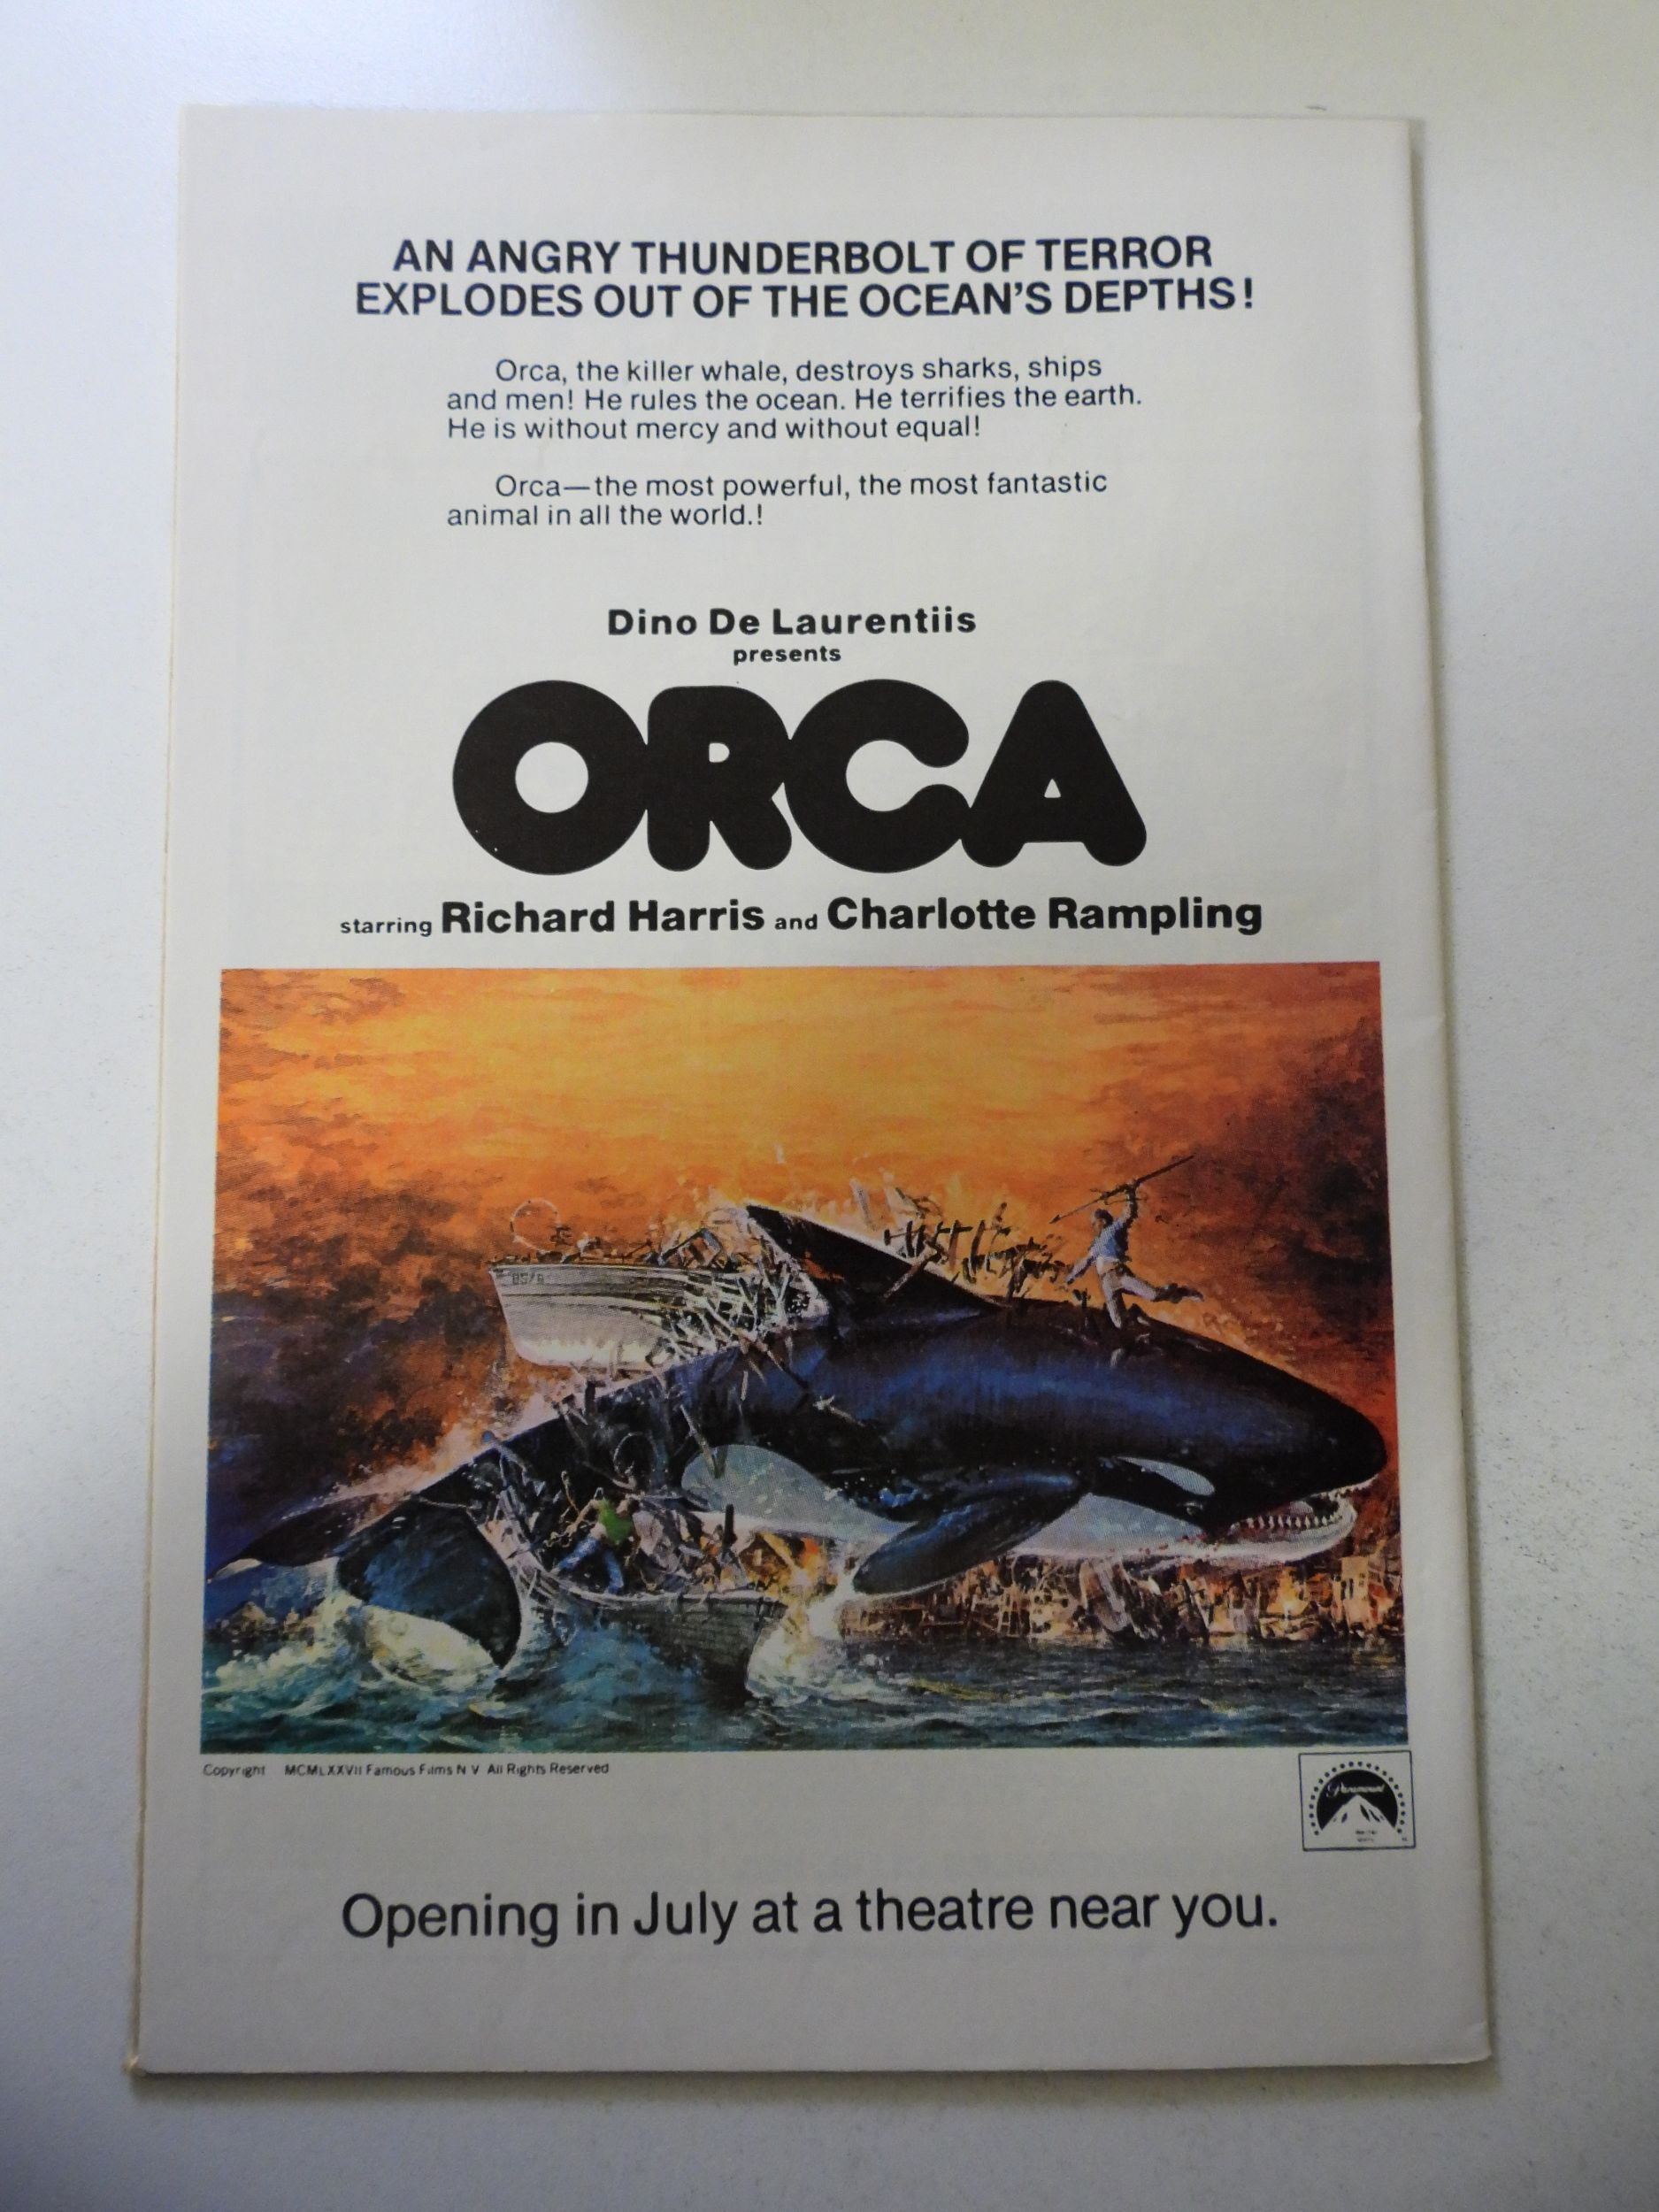 AN ANGRY THUNDERBOLT OF TERROR
EXPLODES OUT OF THE OCEAN'S DEPTHS!
Orca, the killer whale, destroys sharks, ships
and men! He rules the ocean. He terrifies the earth.
He is without mercy and without equal!
Orca—the most powerful, the most fantastic
animal in all the world.!
Dino De Laurentiis
presents
ORCA
starring Richard Harris and Charlotte Rampling
Copyright MCMLXXVII Famous Films N V All Rights Reserved
Paramount
Opening in July at a theatre near you.